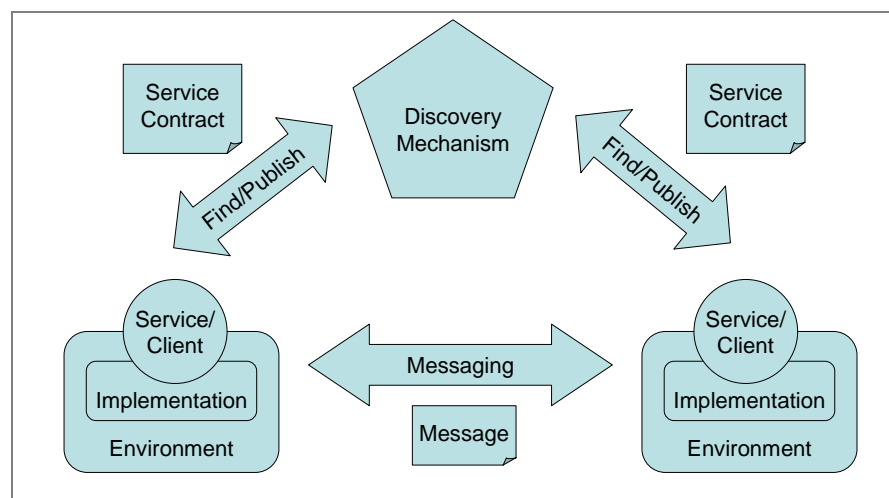 Service
Contract
Discovery
Mechanism
Service
Contract
Find/Publish
Find/Publish
Service/
Client
Implementation
Environment
Messaging
Message
Service/
Client
Implementation
Environment